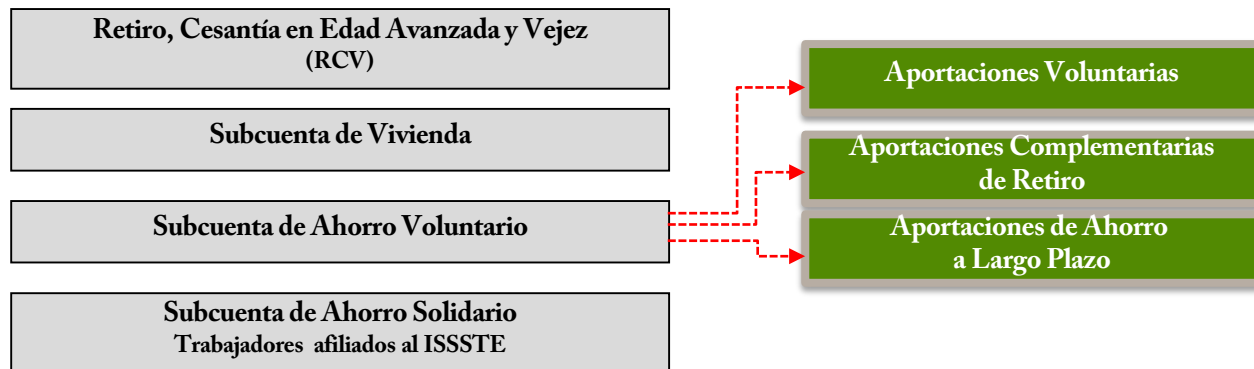 Retiro, Cesantía en Edad Avanzada y Vejez
(RCV)
Subcuenta de Vivienda
Subcuenta de Ahorro Voluntario
Subcuenta de Ahorro Solidario
Trabajadores afiliados al ISSSTE
Aportaciones Voluntarias
Aportaciones Complementarias
de Retiro
Aportaciones de Ahorro
a Largo Plazo